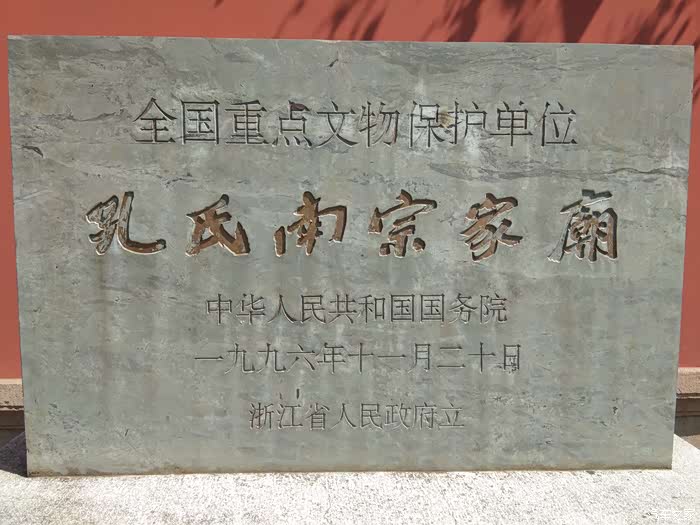 全国重点文物保护单位
孔氏南宗家廟
中华人民共和国国务院
一九九六年十一月二十日
浙江省人民政府立